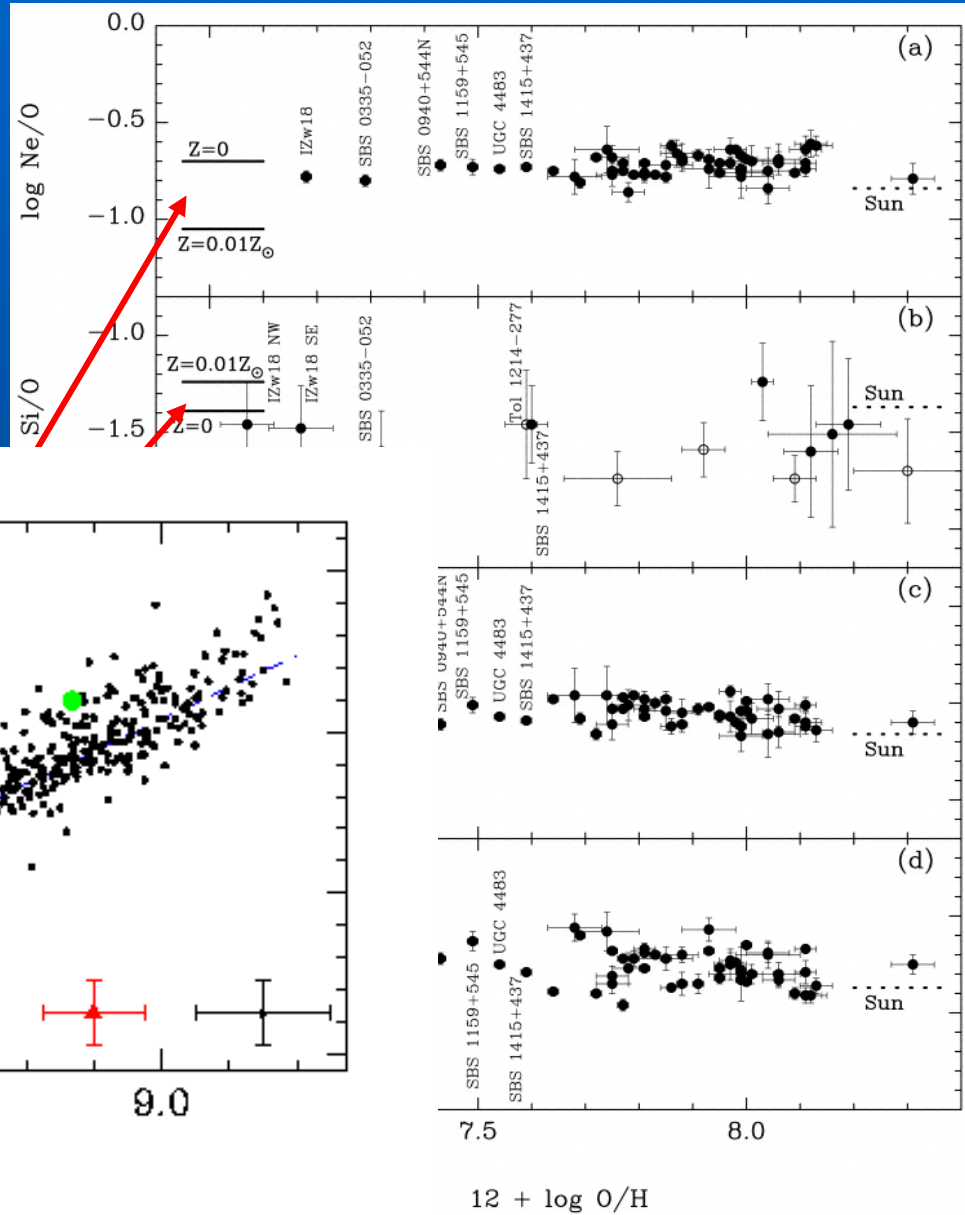 0.0
(a)
log Ne/O
−0.5
−1.0
Z=0
Z=0.01Z⊙
IZw18
SBS 0335−052
SBS 0940+544N
SBS 1159+545
UGC 4483
SBS 1415+437
Sun
(b)
Si/O
−1.0
−1.5
Z=0.01Z⊙
Z=0
IZw18 NW
IZw18 SE
SBS 0335−052
Tol 1214−277
SBS 1415+437
Sun
(c)
SBS 0940+544N
SBS 1159+545
UGC 4483
SBS 1415+437
Sun
(d)
SBS 1159+545
UGC 4483
SBS 1415+437
Sun
9.0
7.5
8.0
12 + log O/H